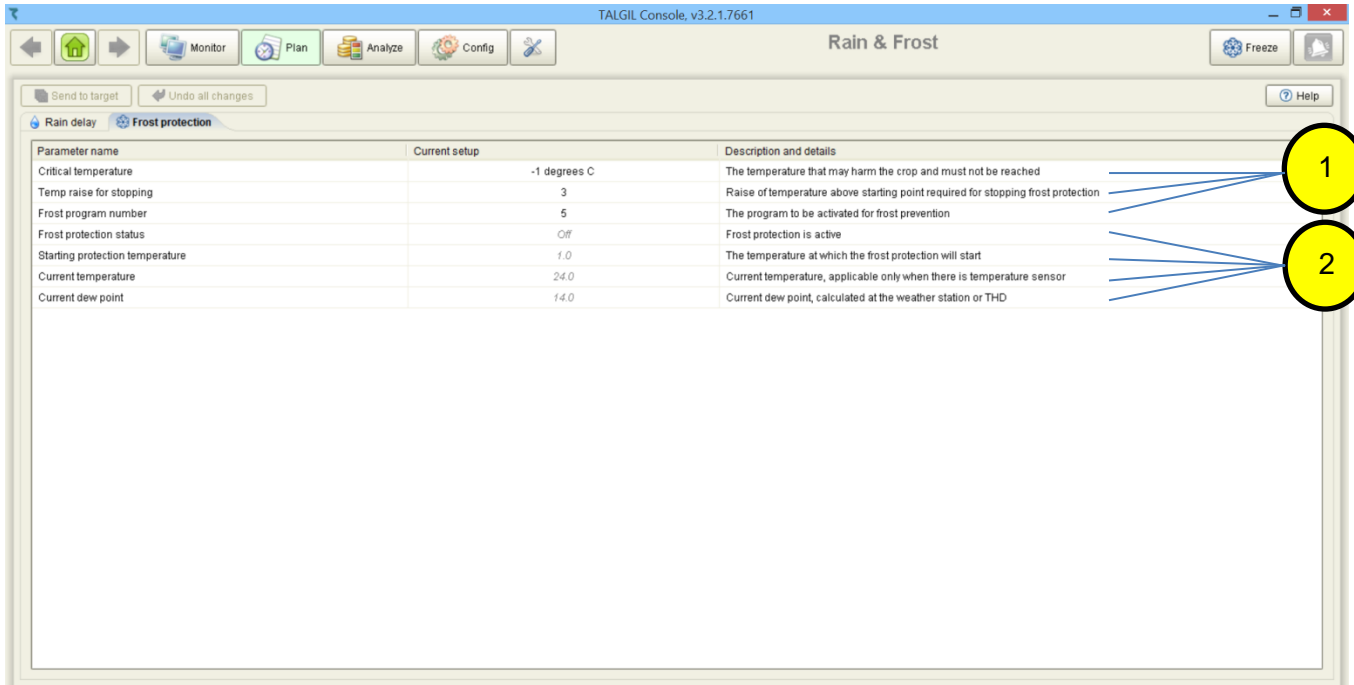 TALGIL Console, v3.2.1.7661
Monitor Plan Analyze Config Rain & Frost Freeze
Send to target Undo all changes Help
Rain delay Frost protection
Parameter name Current setup Description and details
Critical temperature -1 degrees C The temperature that may harm the crop and must not be reached
1
Temp raise for stopping 3 Raise of temperature above starting point required for stopping frost protection
Frost program number 5 The program to be activated for frost prevention
Frost protection status Off Frost protection is active
Starting protection temperature 1.0 The temperature at which the frost protection will start
2
Current temperature 24.0 Current temperature, applicable only when there is temperature sensor
Current dew point 14.0 Current dew point, calculated at the weather station or THD